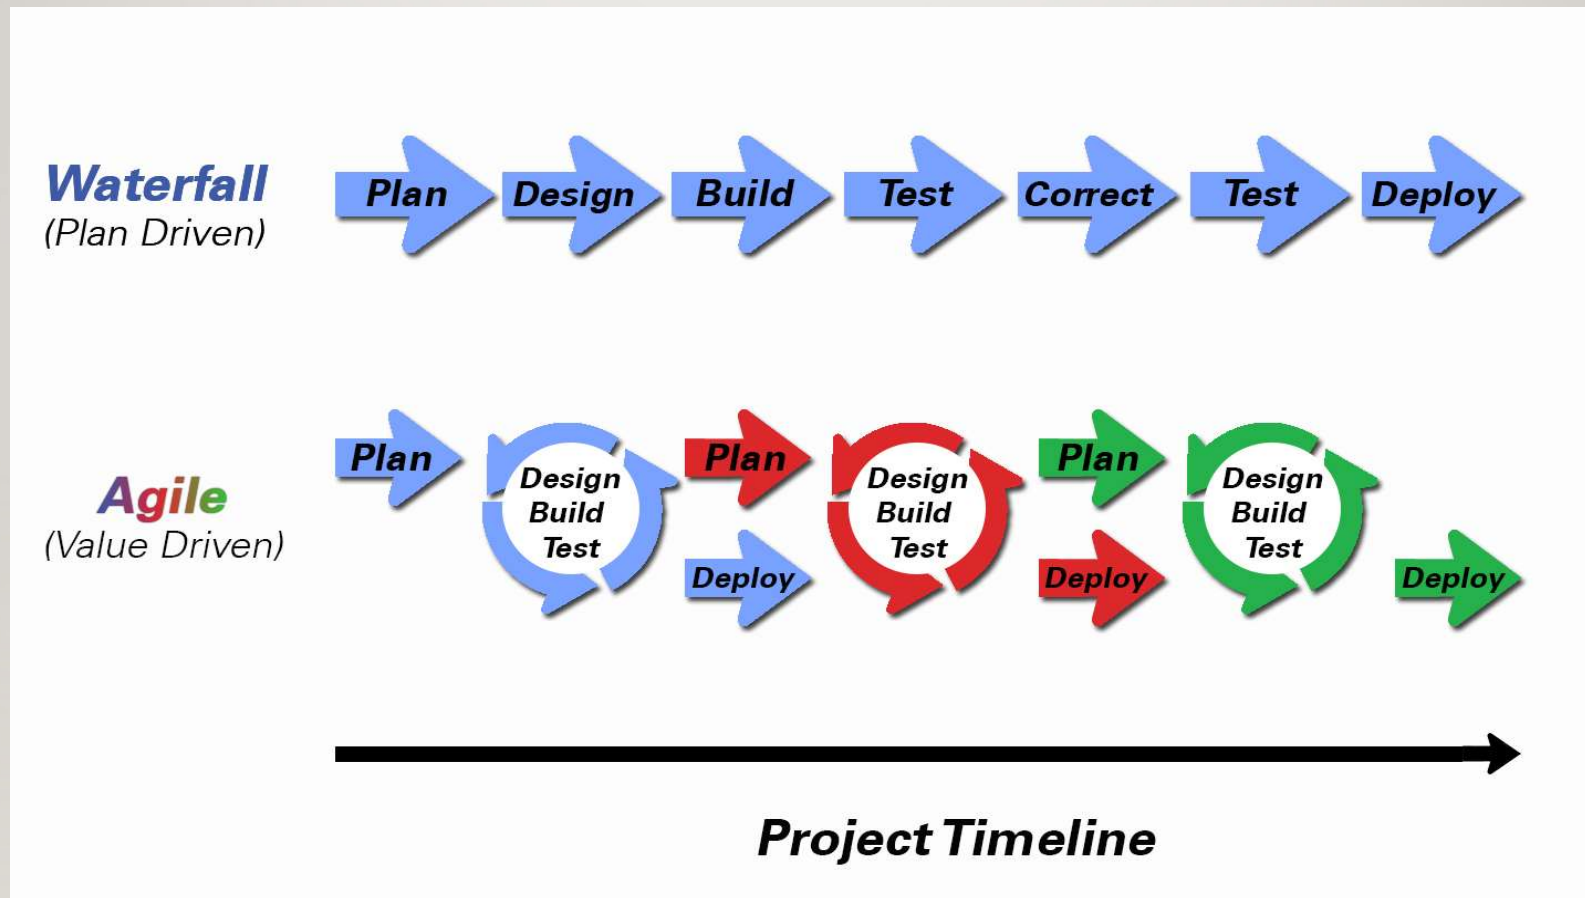 Waterfall
(Plan Driven)
Plan
Design
Build
Test
Correct
Test
Deploy
Agile
(Value Driven)
Plan
Design
Build
Test
Plan
Deploy
Design
Build
Test
Plan
Deploy
Design
Build
Test
Deploy
Project Timeline